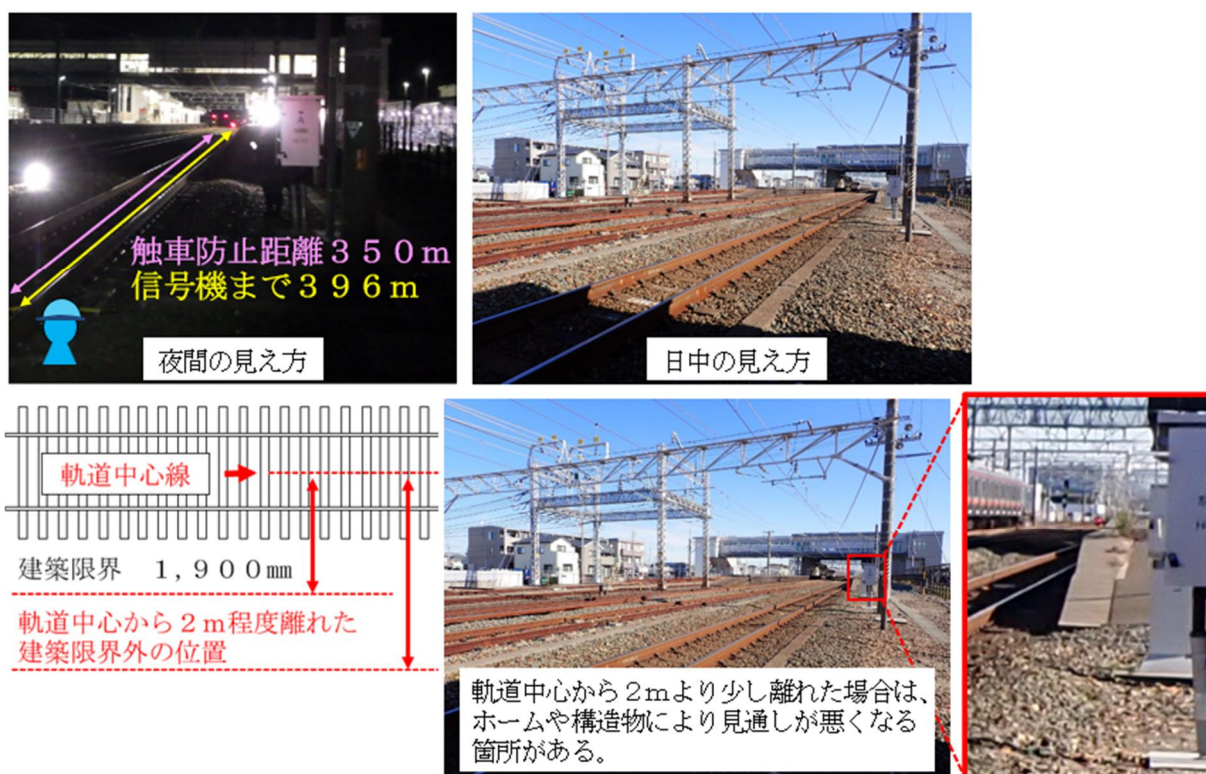 触車防止距離350m
信号機まで396m
夜間の見え方
日中の見え方
軌道中心線
建築限界 1,900㎜
軌道中心から2m程度離れた
建築限界外の位置
軌道中心から2mより少し離れた場合は、
ホームや構造物により見通しが悪くなる
箇所がある。